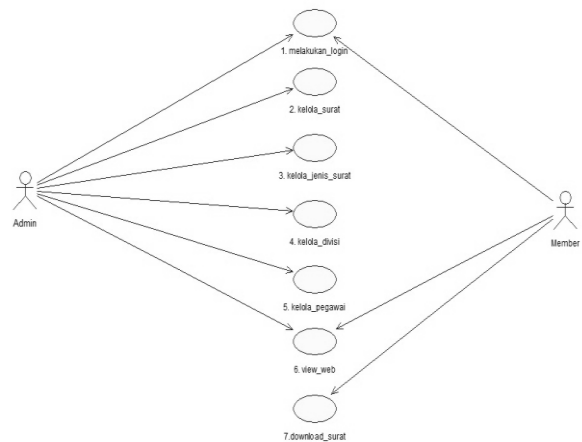 1. melakukan_login
2. kelola_surat
3. kelola_jenis_surat
Admin
Member
4. kelola_divisi
5. kelola_pegawai
6. view_web
7.download_surat